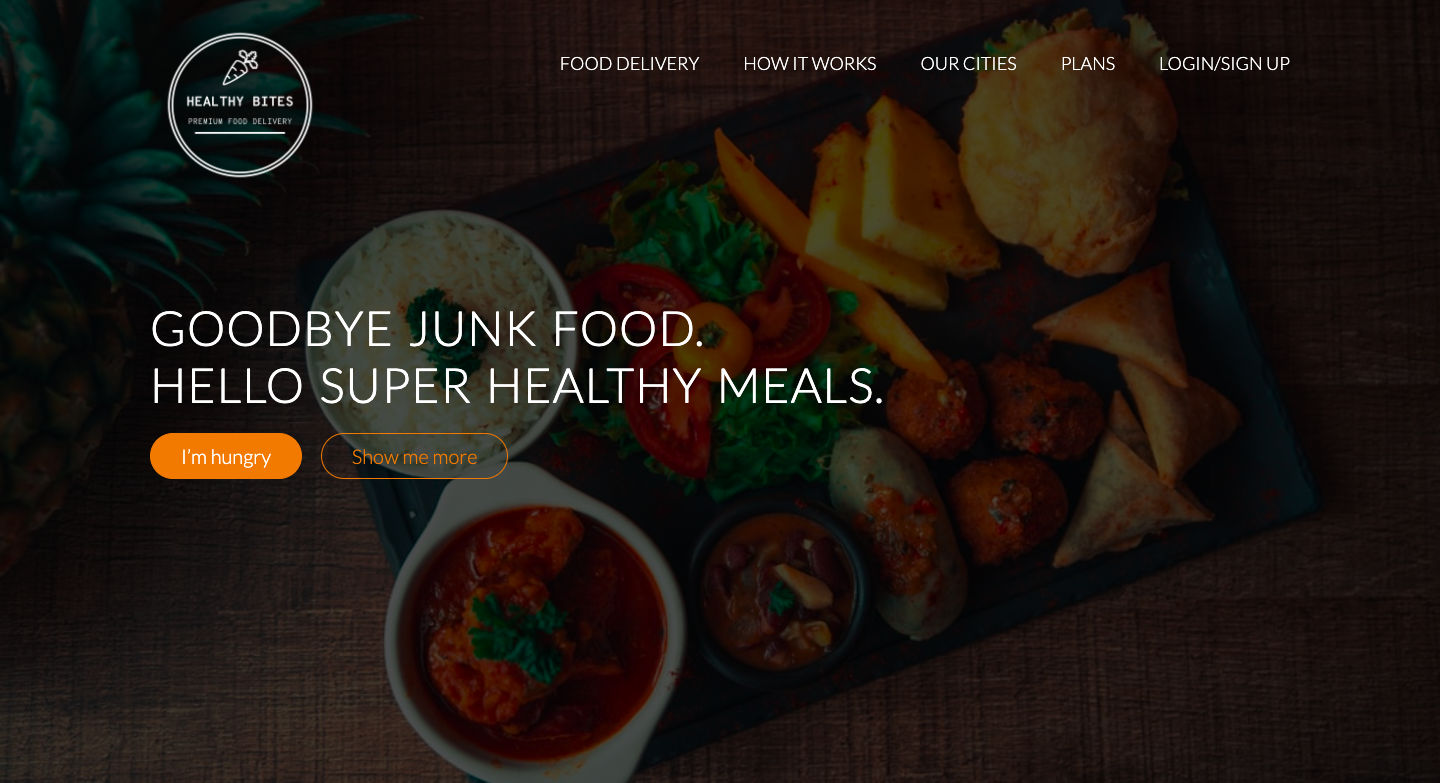 HEALTHY BITES
PREMIUM FOOD DELIVERY
FOOD DELIVERY HOW IT WORKS OUR CITIES PLANS LOGIN/SIGN UP
GOODBYE JUNK FOOD.
HELLO SUPER HEALTHY MEALS.
I'm hungry Show me more